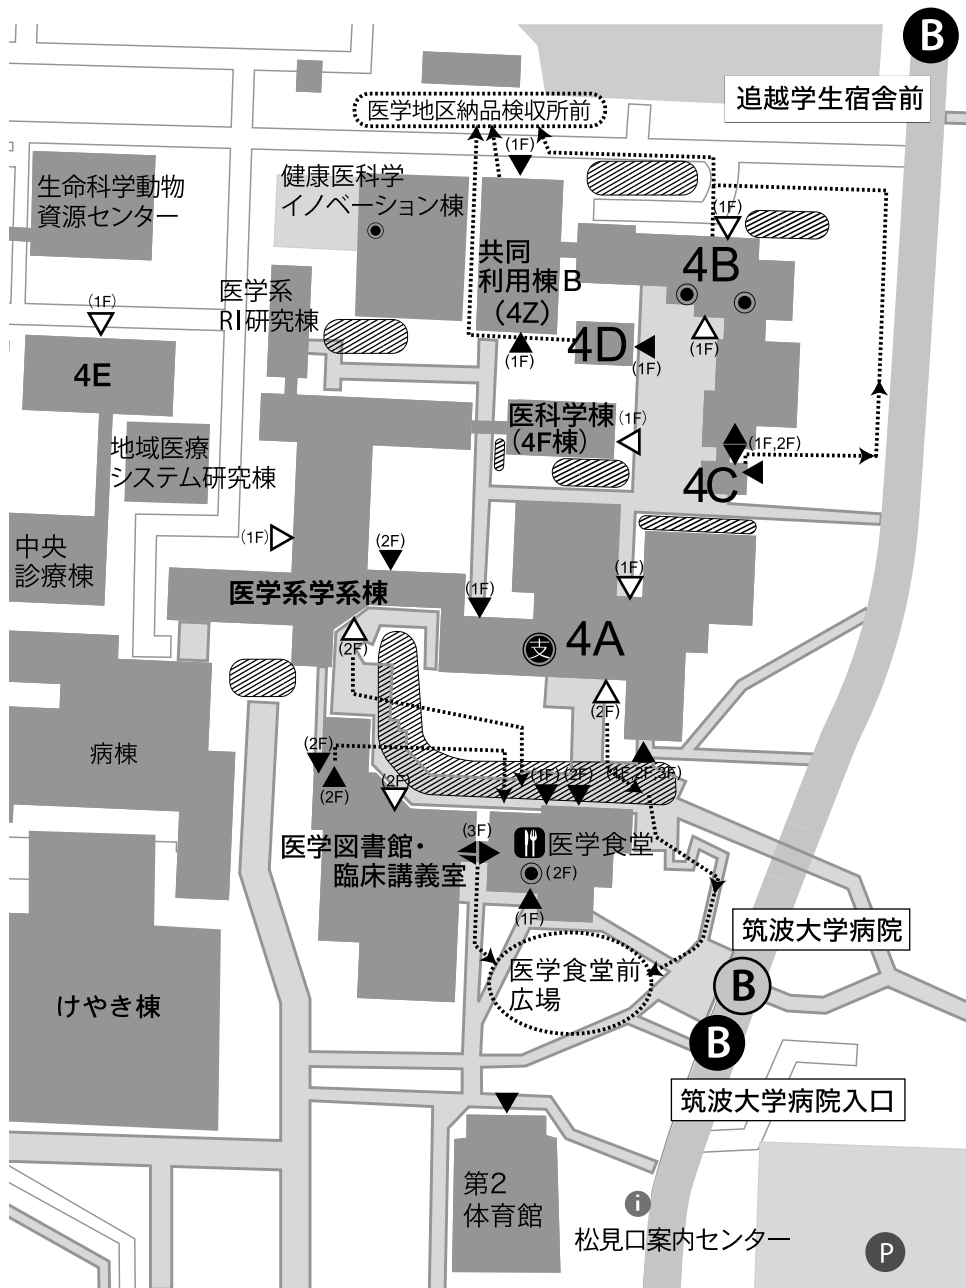 B
追越学生宿舎前
医学地区納品検収所前
(1F)
生命科学動物
資源センター
健康医科学
イノベーション棟
(1F)
共同
利用棟B
(4Z)
4B
医学系
RI研究棟
(1F)
4D
(1F)
(1F)
(1F)
4E
医科学棟
(4F棟)
(1F)
地域医療
システム研究棟
(1F,2F)
4C
中央
診療棟
(1F)
(2F)
(1F)
(1F)
医学系学系棟
支
4A
(2F)
(2F)
病棟
(2F)
(2F)
(2F)
(1F)
(2F)
(1F,2F,3F)
医学図書館・
臨床講義室
(3F)
医学食堂
(2F)
(1F)
筑波大学病院
B
医学食堂前
広場
けやき棟
B
筑波大学病院入口
第2
体育館
i
松見口案内センター
P